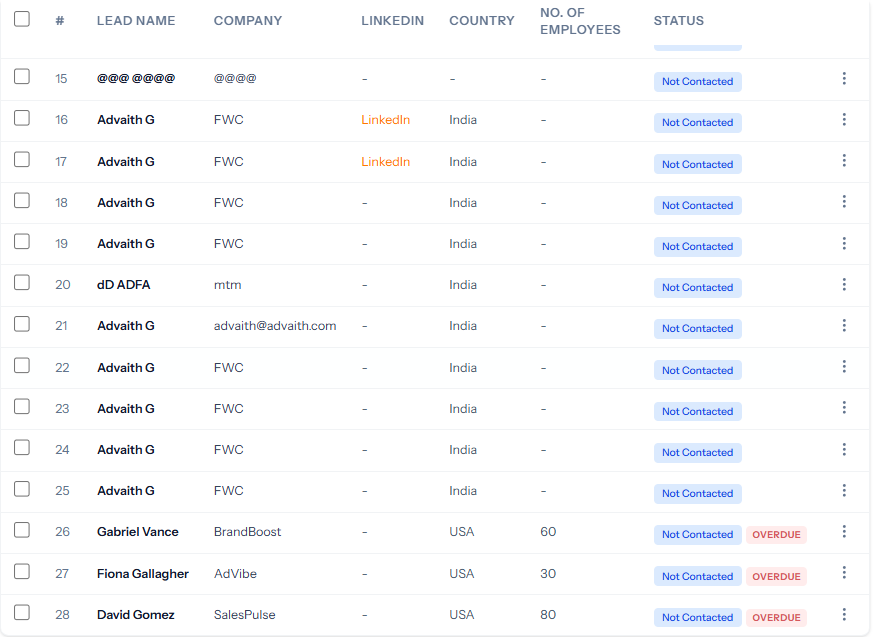 # LEAD NAME COMPANY LINKEDIN COUNTRY NO. OF EMPLOYEES STATUS
15 @@@ @@@@ @@@@ - - - Not Contacted
16 Advaith G FWC LinkedIn India - Not Contacted
17 Advaith G FWC LinkedIn India - Not Contacted
18 Advaith G FWC - India - Not Contacted
19 Advaith G FWC - India - Not Contacted
20 dD ADFA mtm - India - Not Contacted
21 Advaith G advaith@advaith.com - India - Not Contacted
22 Advaith G FWC - India - Not Contacted
23 Advaith G FWC - India - Not Contacted
24 Advaith G FWC - India - Not Contacted
25 Advaith G FWC - India - Not Contacted
26 Gabriel Vance BrandBoost - USA 60 Not Contacted OVERDUE
27 Fiona Gallagher AdVibe - USA 30 Not Contacted OVERDUE
28 David Gomez SalesPulse - USA 80 Not Contacted OVERDUE